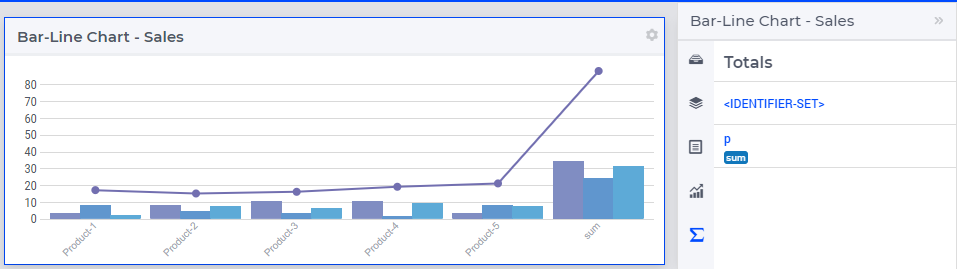 Bar-Line Chart - Sales
80
70
60
50
40
30
20
10
0
Product-1
Product-2
Product-3
Product-4
Product-5
sum
Bar-Line Chart - Sales »
Totals
<IDENTIFIER-SET>
p
sum
Σ